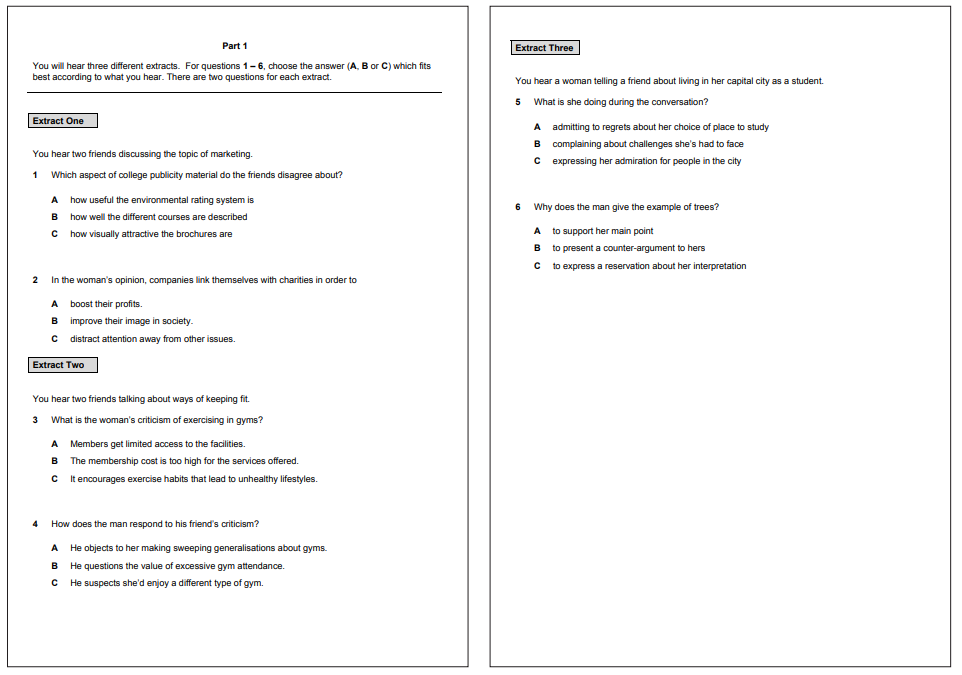 Part 1
You will hear three different extracts. For questions 1 – 6, choose the answer (A, B or C) which fits
best according to what you hear. There are two questions for each extract.
Extract One
You hear two friends discussing the topic of marketing.
1 Which aspect of college publicity material do the friends disagree about?
A how useful the environmental rating system is
B how well the different courses are described
C how visually attractive the brochures are
2 In the woman's opinion, companies link themselves with charities in order to
A boost their profits.
B improve their image in society.
C distract attention away from other issues.
Extract Two
You hear two friends talking about ways of keeping fit.
3 What is the woman's criticism of exercising in gyms?
A Members get limited access to the facilities.
B The membership cost is too high for the services offered.
C It encourages exercise habits that lead to unhealthy lifestyles.
4 How does the man respond to his friend's criticism?
A He objects to her making sweeping generalisations about gyms.
B He questions the value of excessive gym attendance.
C He suspects she'd enjoy a different type of gym.
Extract Three
You hear a woman telling a friend about living in her capital city as a student.
5 What is she doing during the conversation?
A admitting to regrets about her choice of place to study
B complaining about challenges she's had to face
C expressing her admiration for people in the city
6 Why does the man give the example of trees?
A to support her main point
B to present a counter-argument to hers
C to express a reservation about her interpretation